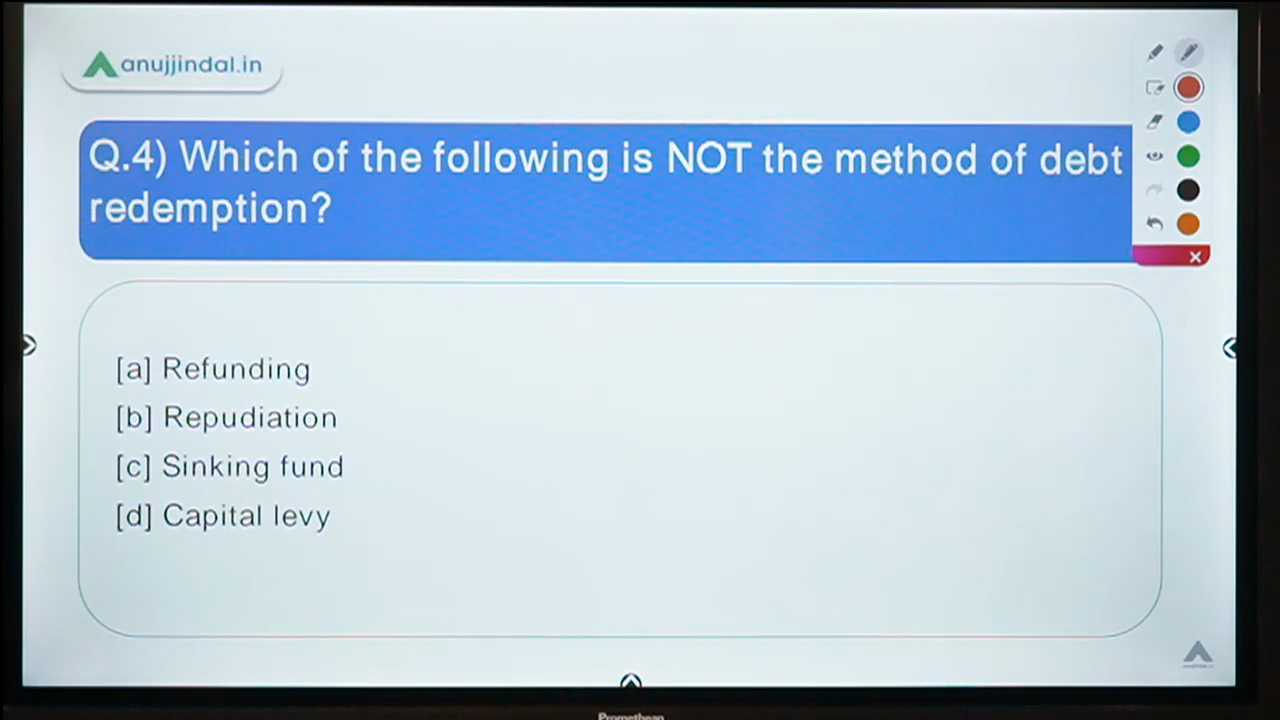 anujjindal.in
Q.4) Which of the following is NOT the method of debt
redemption?
[a] Refunding
[b] Repudiation
[c] Sinking fund
[d] Capital levy
Promethean